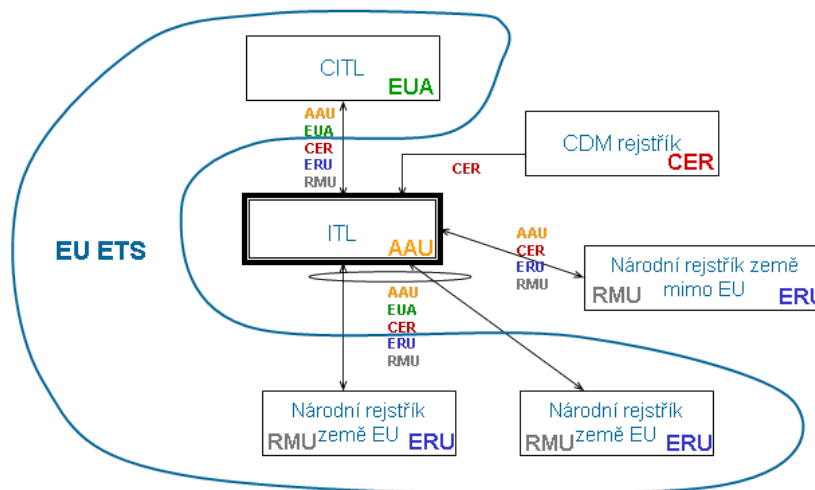 CITL
EUA
AAU
EUA
CER
ERU
RMU
CDM rejstřík
CER
CER
ITL
AAU
EU ETS
AAU
CER
ERU
RMU
Národní rejstřík země
mimo EU
RMU
ERU
AAU
EUA
CER
ERU
RMU
Národní rejstřík
země EU
RMU
ERU
Národní rejstřík
země EU
RMU
ERU